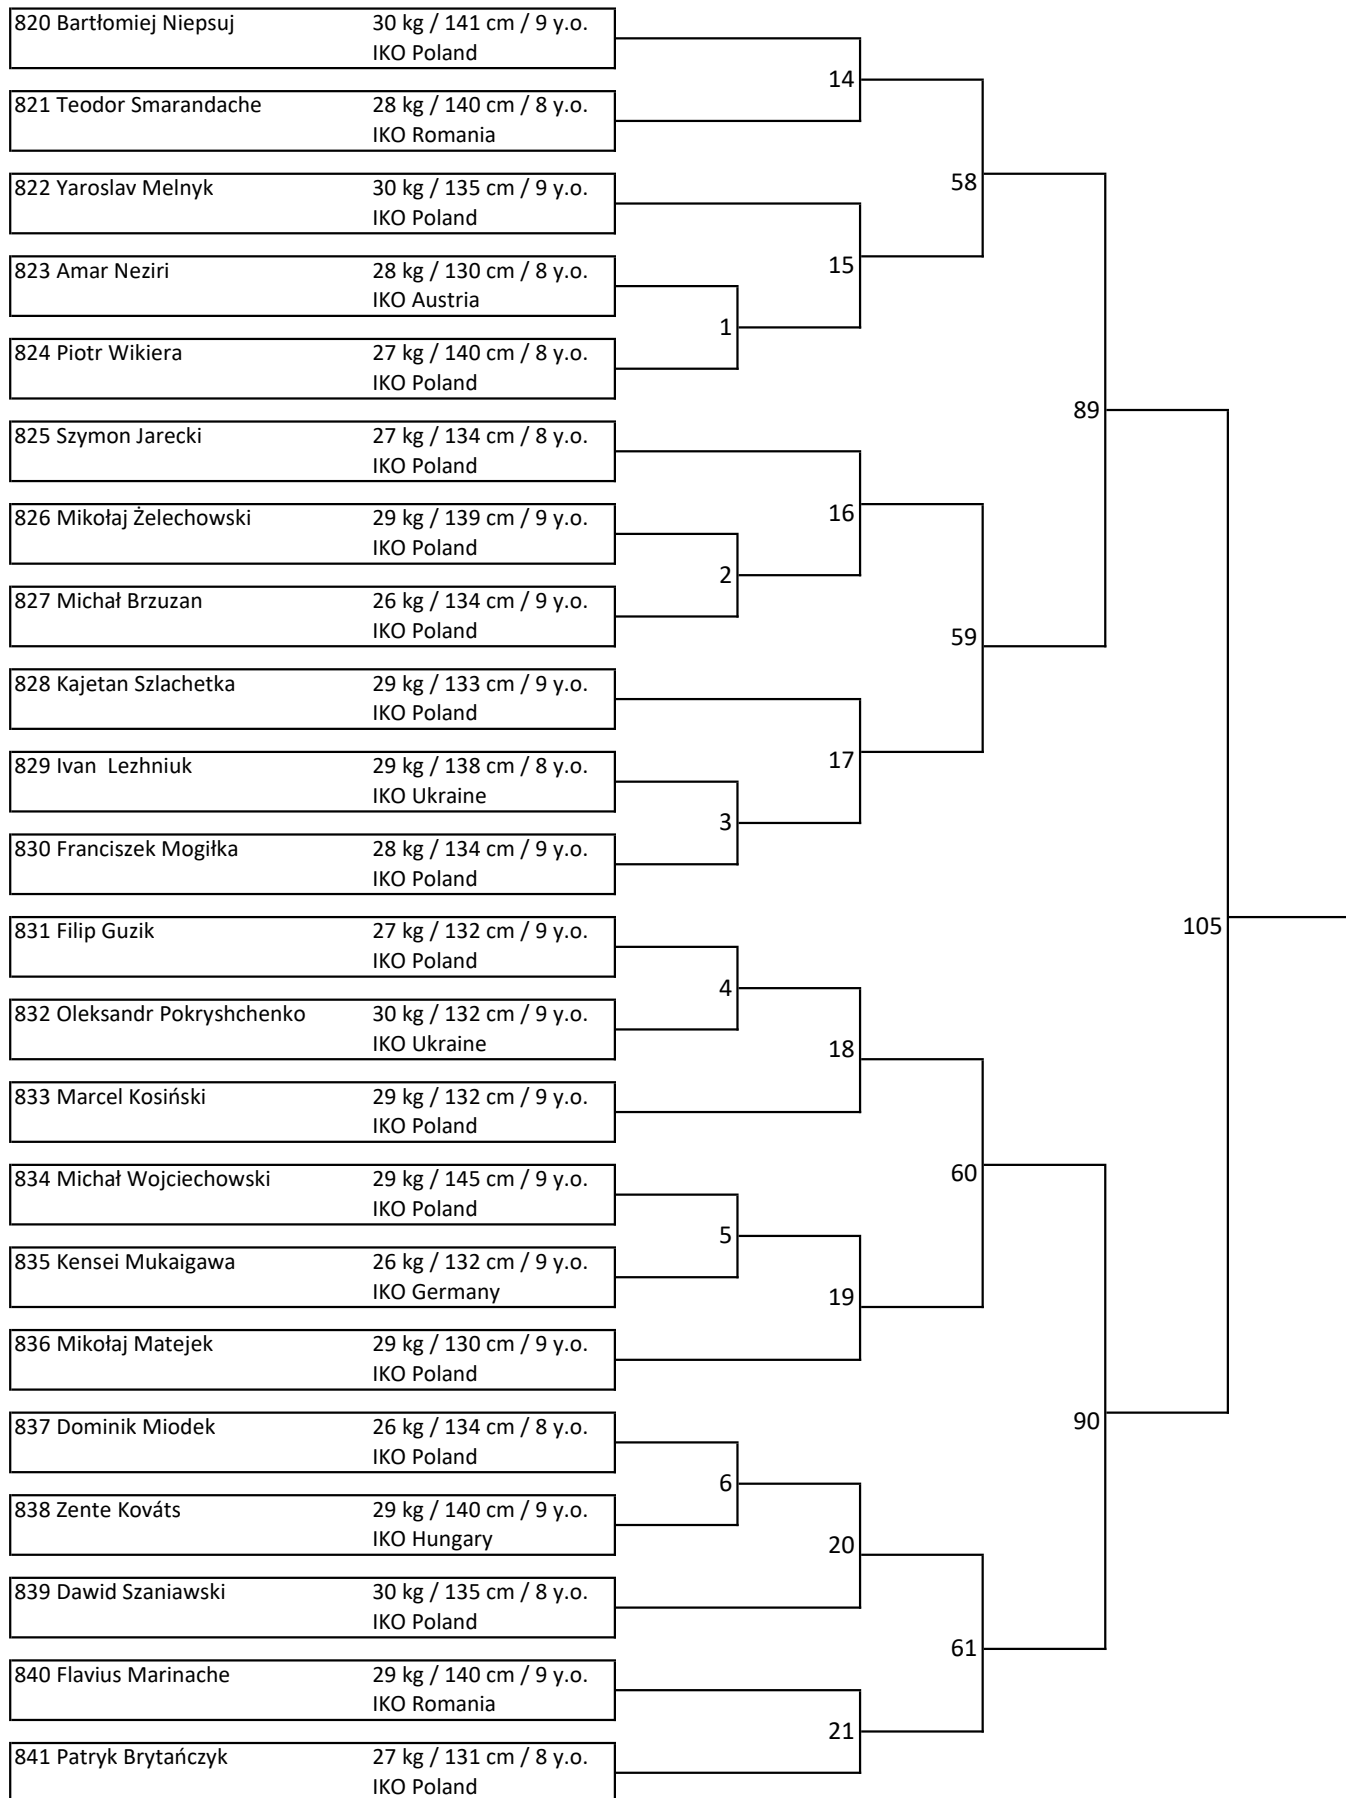 820 Bartłomiej Niepsuj 30 kg / 141 cm / 9 y.o.
IKO Poland
14
821 Teodor Smarandache 28 kg / 140 cm / 8 y.o.
IKO Romania
58
822 Yaroslav Melnyk 30 kg / 135 cm / 9 y.o.
IKO Poland
15
823 Amar Neziri 28 kg / 130 cm / 8 y.o.
IKO Austria
1
824 Piotr Wikiera 27 kg / 140 cm / 8 y.o.
IKO Poland
89
825 Szymon Jarecki 27 kg / 134 cm / 8 y.o.
IKO Poland
16
826 Mikołaj Żelechowski 29 kg / 139 cm / 9 y.o.
IKO Poland
2
827 Michał Brzuzan 26 kg / 134 cm / 9 y.o.
IKO Poland
59
828 Kajetan Szlachetka 29 kg / 133 cm / 9 y.o.
IKO Poland
17
829 Ivan  Lezhniuk 29 kg / 138 cm / 8 y.o.
IKO Ukraine
3
830 Franciszek Mogiłka 28 kg / 134 cm / 9 y.o.
IKO Poland
105
831 Filip Guzik 27 kg / 132 cm / 9 y.o.
IKO Poland
4
832 Oleksandr Pokryshchenko 30 kg / 132 cm / 9 y.o.
IKO Ukraine
18
833 Marcel Kosiński 29 kg / 132 cm / 9 y.o.
IKO Poland
60
834 Michał Wojciechowski 29 kg / 145 cm / 9 y.o.
IKO Poland
5
835 Kensei Mukaigawa 26 kg / 132 cm / 9 y.o.
IKO Germany
19
836 Mikołaj Matejek 29 kg / 130 cm / 9 y.o.
IKO Poland
90
837 Dominik Miodek 26 kg / 134 cm / 8 y.o.
IKO Poland
6
838 Zente Kováts 29 kg / 140 cm / 9 y.o.
IKO Hungary
20
839 Dawid Szaniawski 30 kg / 135 cm / 8 y.o.
IKO Poland
61
840 Flavius Marinache 29 kg / 140 cm / 9 y.o.
IKO Romania
21
841 Patryk Brytańczyk 27 kg / 131 cm / 8 y.o.
IKO Poland